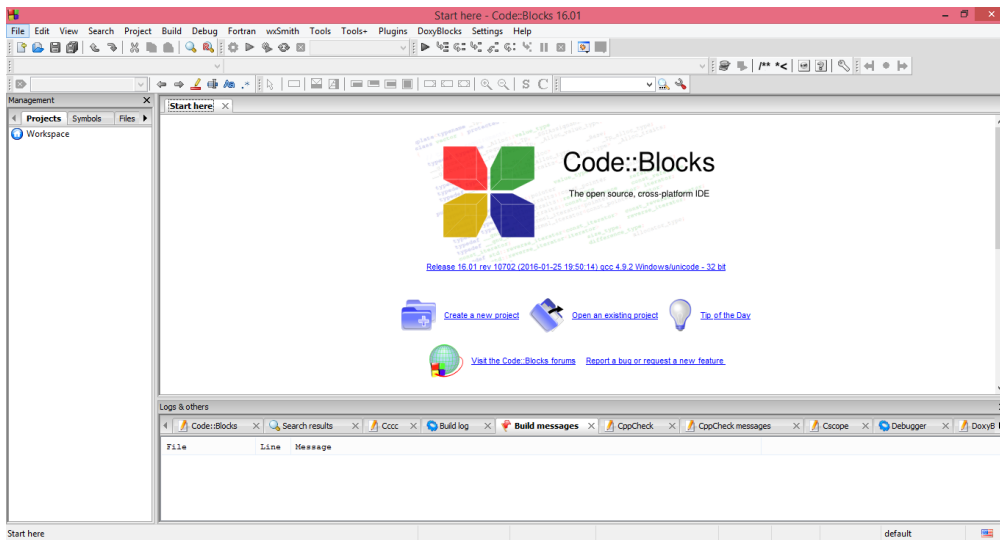 Start here - Code::Blocks 16.01
File Edit View Search Project Build Debug Fortran wxSmith Tools Tools+ Plugins DoxyBlocks Settings Help
/** *<
S C
Management
Projects Symbols Files
Workspace
Start here
Code::Blocks
The open source, cross-platform IDE
Release 16.01 rev 10702 (2016-01-25 19:50:14) gcc 4.9.2 Windows/unicode - 32 bit
Create a new project Open an existing project Tip of the Day
Visit the Code::Blocks forums Report a bug or request a new feature
Logs & others
Code::Blocks Search results Cccc Build log Build messages CppCheck CppCheck messages Cscope Debugger DoxyB
File Line Message
Start here default